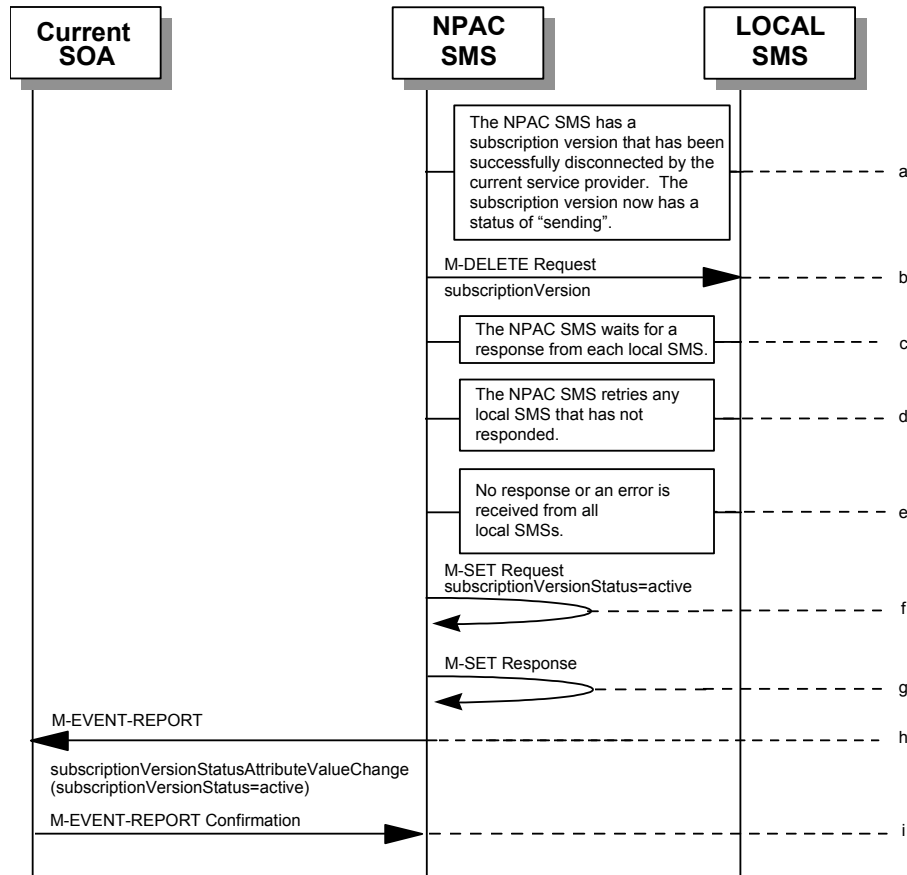 Current
SOA
NPAC
SMS
LOCAL
SMS
The NPAC SMS has a
subscription version that has been
successfully disconnected by the
current service provider.  The
subscription version now has a
status of “sending”.
a
M-DELETE Request
subscriptionVersion
b
The NPAC SMS waits for a
response from each local SMS.
c
The NPAC SMS retries any
local SMS that has not
responded.
d
No response or an error is
received from all
local SMSs.
e
M-SET Request
subscriptionVersionStatus=active
f
M-SET Response
g
M-EVENT-REPORT
h
subscriptionVersionStatusAttributeValueChange
(subscriptionVersionStatus=active)
M-EVENT-REPORT Confirmation
i